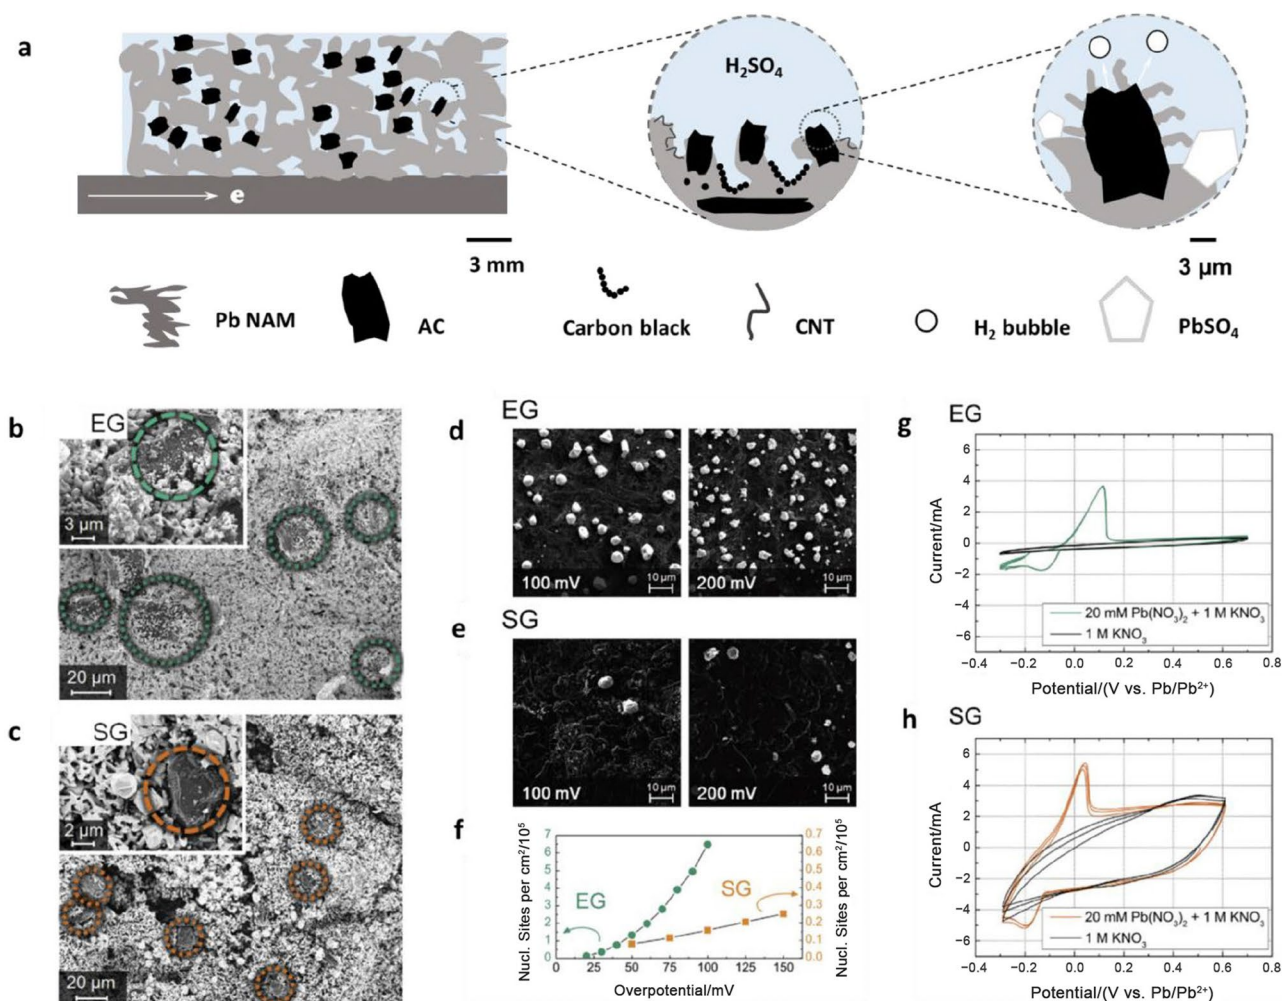 a
H₂SO₄
e
3 mm
3 µm
Pb NAM
AC
Carbon black
CNT
H₂ bubble
PbSO₄
b
EG
3 µm
20 µm
c
SG
2 µm
20 µm
d
EG
100 mV
10 µm
200 mV
10 µm
e
SG
100 mV
10 µm
200 mV
10 µm
f
Nucl. Sites per cm²/10⁵
7
6
5
4
3
2
1
0
EG
SG
0.7
0.6
0.5
0.4
0.3
0.2
0.1
0.0
Nucl. Sites per cm²/10⁵
0 25 50 75 100 125 150
Overpotential/mV
g
EG
Current/mA
6
4
2
0
−2
−4
−6
20 mM Pb(NO₃)₂ + 1 M KNO₃
1 M KNO₃
−0.4 −0.2 0.0 0.2 0.4 0.6 0.8
Potential/(V vs. Pb/Pb²⁺)
h
SG
Current/mA
6
4
2
0
−2
−4
−6
20 mM Pb(NO₃)₂ + 1 M KNO₃
1 M KNO₃
−0.4 −0.2 0.0 0.2 0.4 0.6 0.8
Potential/(V vs. Pb/Pb²⁺)